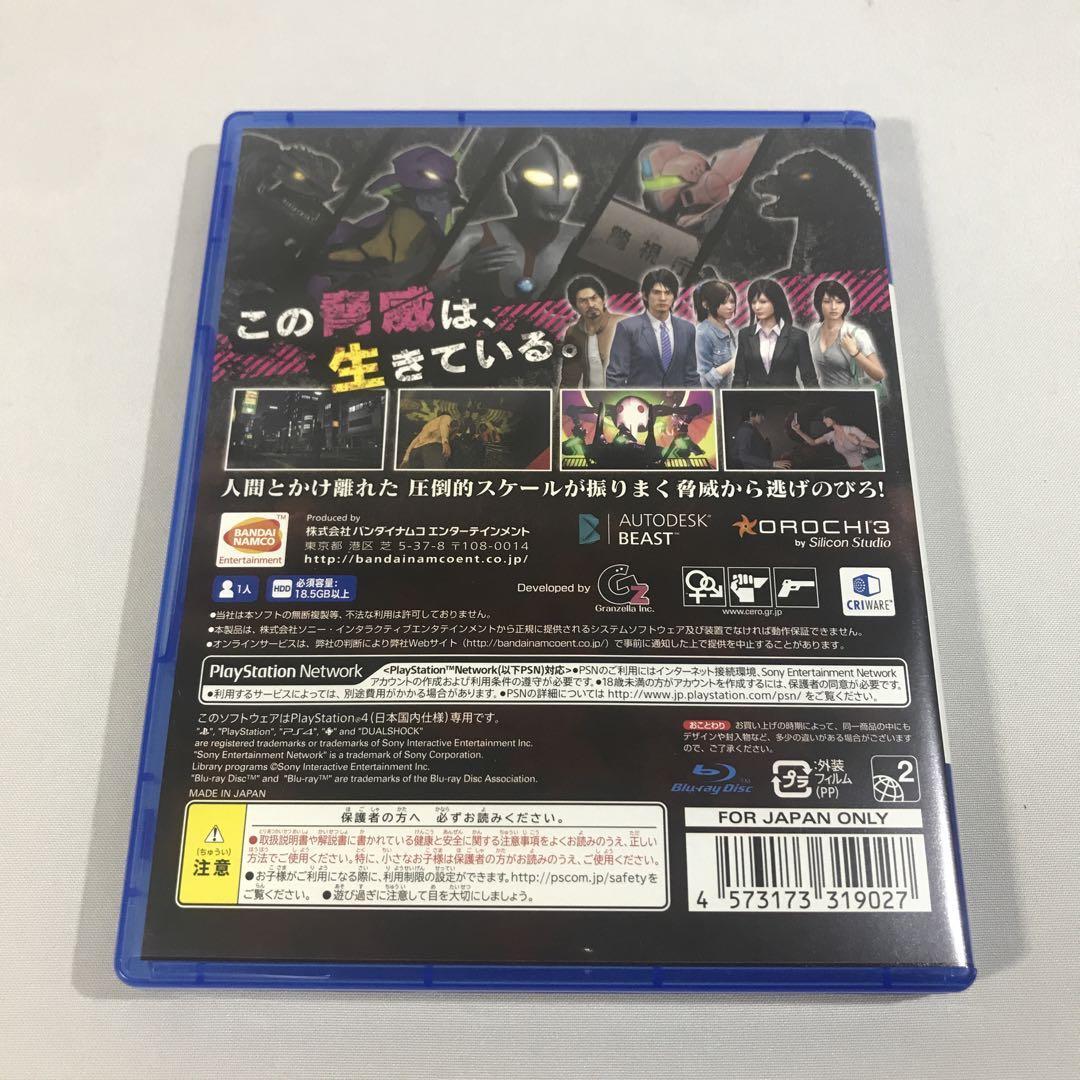 警視庁
この脅威は、
生きている。
人間とかけ離れた 圧倒的スケールが振りまく脅威から逃げのびろ!
BANDAI NAMCO
Entertainment
Produced by
株式会社 バンダイナムコ エンターテインメント
東京都 港区 芝 5-37-8 〒108-0014
http://bandainamcoent.co.jp/
AUTODESK®
BEAST™
OROCHI3
by Silicon Studio
1人
HDD 必須容量:
18.5GB以上
Developed by
Granzella Inc.
www.cero.gr.jp
CRIWARE™
●当社は本ソフトの無断複製等、不法な利用は許可しておりません。
●本製品は、株式会社ソニー・インタラクティブエンタテインメントから正規に提供されるシステムソフトウェア及び装置でなければ動作保証できません。
●オンラインサービスは、弊社の判断により弊社Webサイト(http://bandainamcoent.co.jp/)で事前に通知した上で提供を中止することがあります。
PlayStation Network
<PlayStation™Network(以下PSN)対応>●PSNのご利用にはインターネット接続環境、Sony Entertainment Network
アカウントの作成および利用条件の遵守が必要です。●18歳未満の方がアカウントを作成するには、保護者の同意が必要です。
●利用するサービスによっては、別途費用がかかる場合があります。●PSNの詳細については http://www.jp.playstation.com/psn/ をご覧ください。
このソフトウェアはPlayStation®4(日本国内仕様)専用です。
"PlayStation", "PS4", and "DUALSHOCK"
are registered trademarks or trademarks of Sony Interactive Entertainment Inc.
"Sony Entertainment Network" is a trademark of Sony Corporation.
Library programs ©Sony Interactive Entertainment Inc.
"Blu-ray Disc™" and "Blu-ray™" are trademarks of the Blu-ray Disc Association.
MADE IN JAPAN
おことわり お買い上げの時期によって、同一商品の中にも
デザインや封入物など、多少の違いがある場合がございます
ので、ご了承ください。
Blu-ray Disc
プラ
:外装
フィルム
(PP)
2
FOR JAPAN ONLY
(ちゅうい)
注意
保護者の方へ 必ずお読みください。
●取扱説明書や解説書に書かれている健康と安全に関する注意事項をよくお読みのうえ、正しい
方法でご使用ください。特に、小さなお子様は保護者の方がお読みのうえ、ご使用ください。
●お子様がご利用になる際に、利用制限の設定ができます。http://pscom.jp/safetyを
ご覧ください。 ●遊び過ぎに注意して目を大切にしましょう。
4 573173 319027